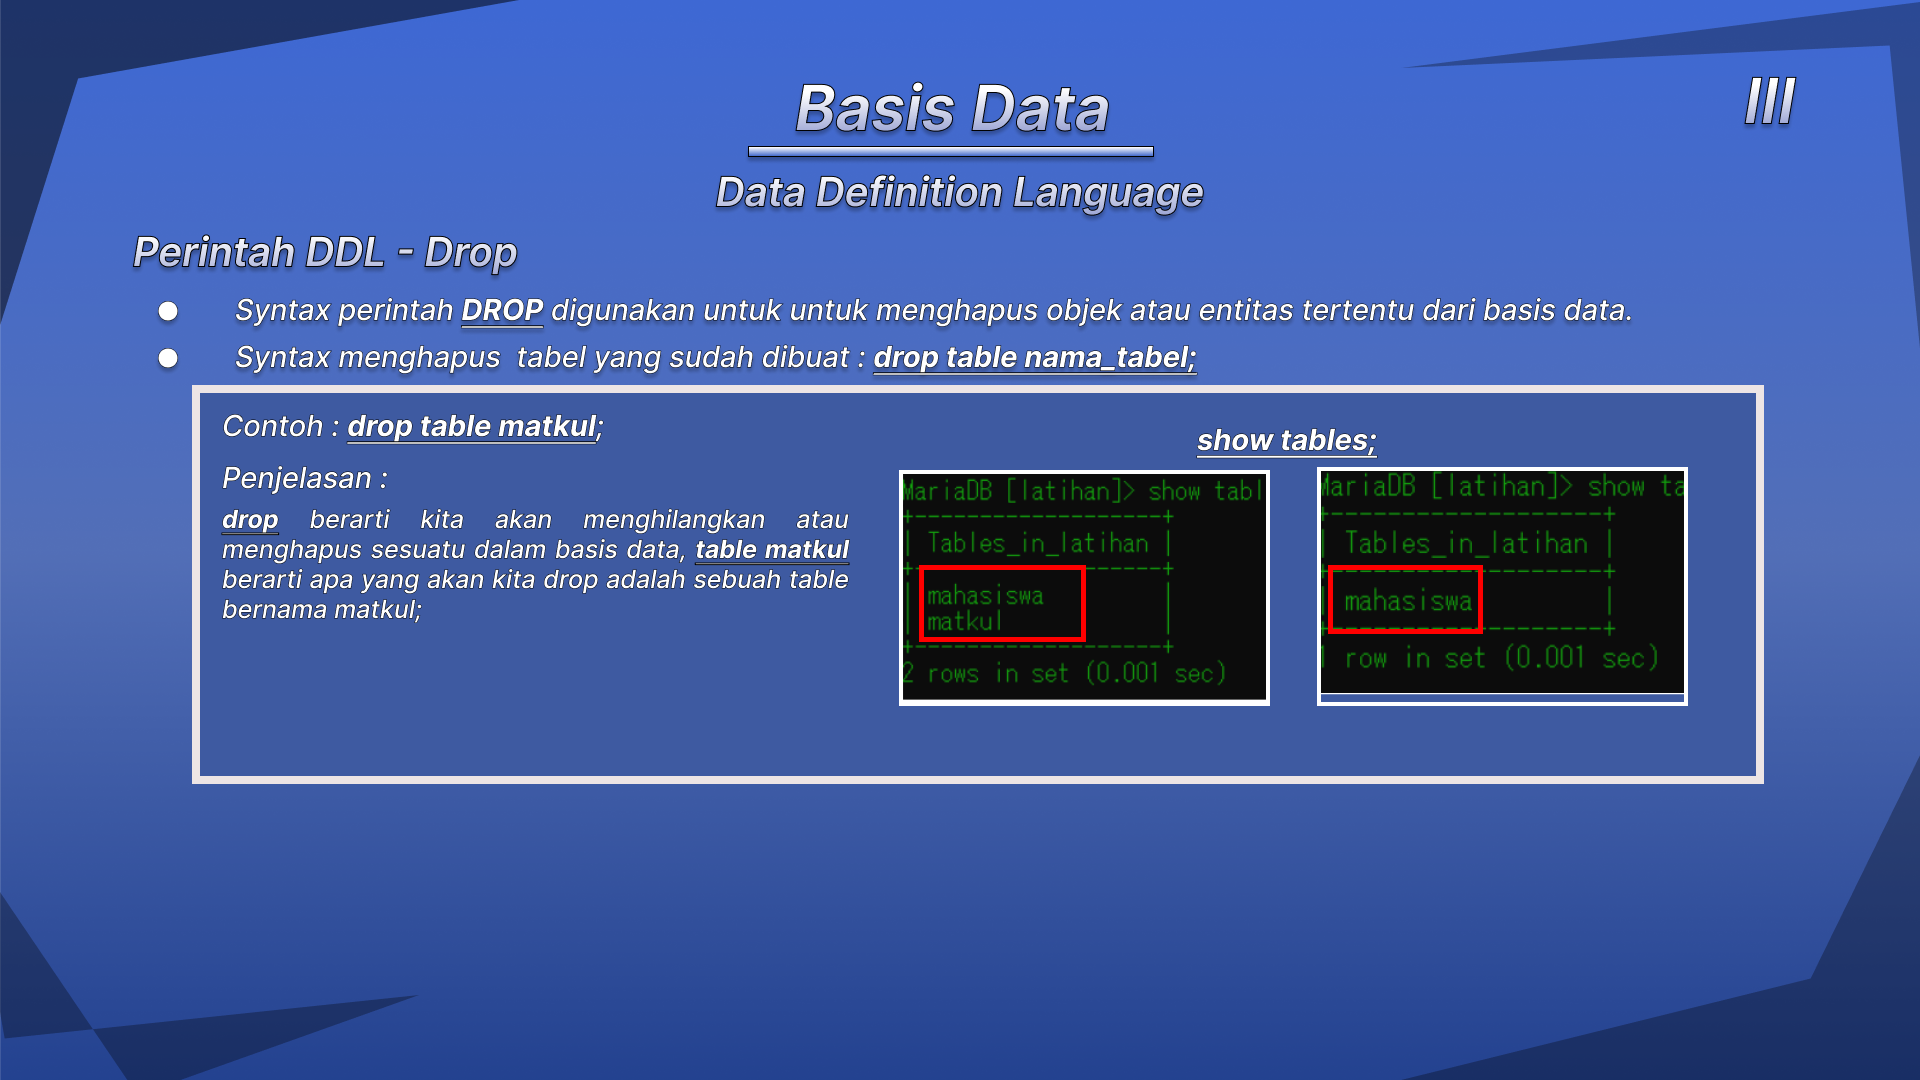 Basis Data
III
Data Definition Language
Perintah DDL - Drop
● Syntax perintah DROP digunakan untuk untuk menghapus objek atau entitas tertentu dari basis data.
● Syntax menghapus  tabel yang sudah dibuat : drop table nama_tabel;
Contoh : drop table matkul;
Penjelasan :
drop berarti kita akan menghilangkan atau
menghapus sesuatu dalam basis data, table matkul
berarti apa yang akan kita drop adalah sebuah table
bernama matkul;
show tables;
MariaDB [latihan]> show tabl
+--------------------+
| Tables_in_latihan |
+--------------------+
| mahasiswa |
| matkul |
+--------------------+
2 rows in set (0.001 sec)
MariaDB [latihan]> show ta
+--------------------+
| Tables_in_latihan |
+--------------------+
| mahasiswa |
+--------------------+
1 row in set (0.001 sec)